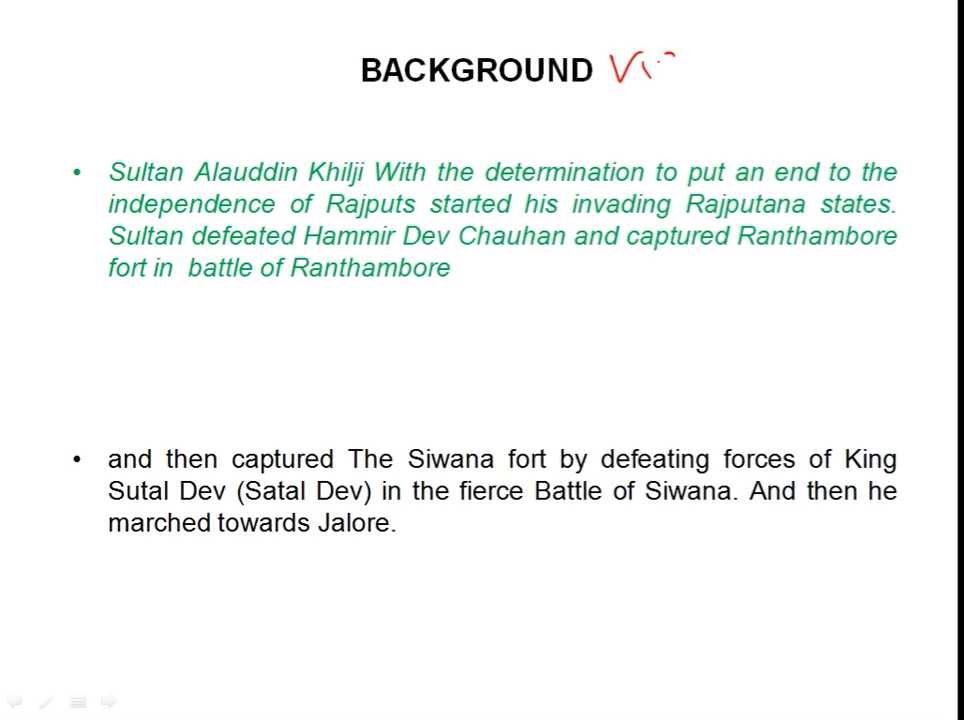 BACKGROUND
• Sultan Alauddin Khilji With the determination to put an end to the
independence of Rajputs started his invading Rajputana states.
Sultan defeated Hammir Dev Chauhan and captured Ranthambore
fort in battle of Ranthambore
• and then captured The Siwana fort by defeating forces of King
Sutal Dev (Satal Dev) in the fierce Battle of Siwana. And then he
marched towards Jalore.